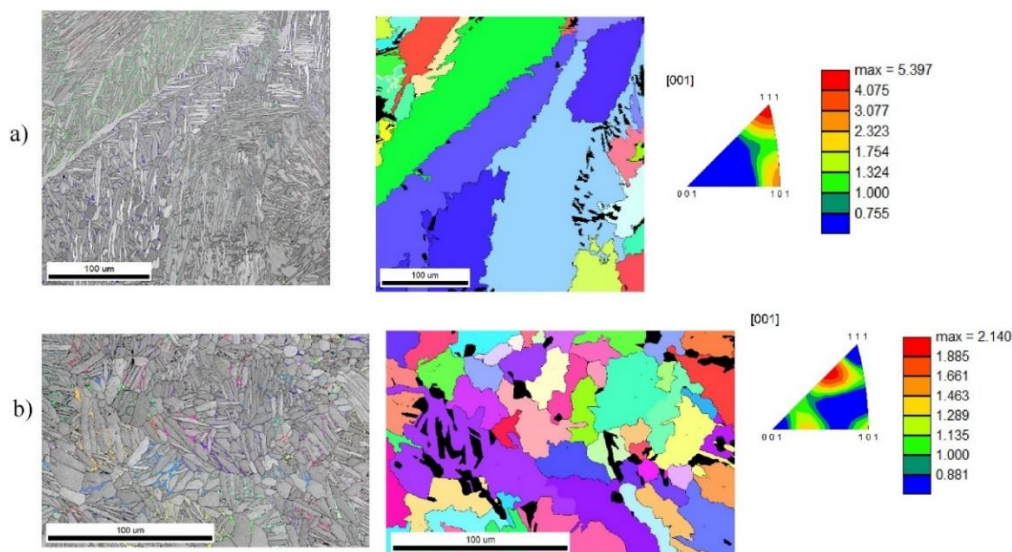 a)
100 um
100 um
[001]
1 1 1
0 0 1
1 0 1
max = 5.397
4.075
3.077
2.323
1.754
1.324
1.000
0.755
b)
100 um
100 um
[001]
1 1 1
0 0 1
1 0 1
max = 2.140
1.885
1.661
1.463
1.289
1.135
1.000
0.881